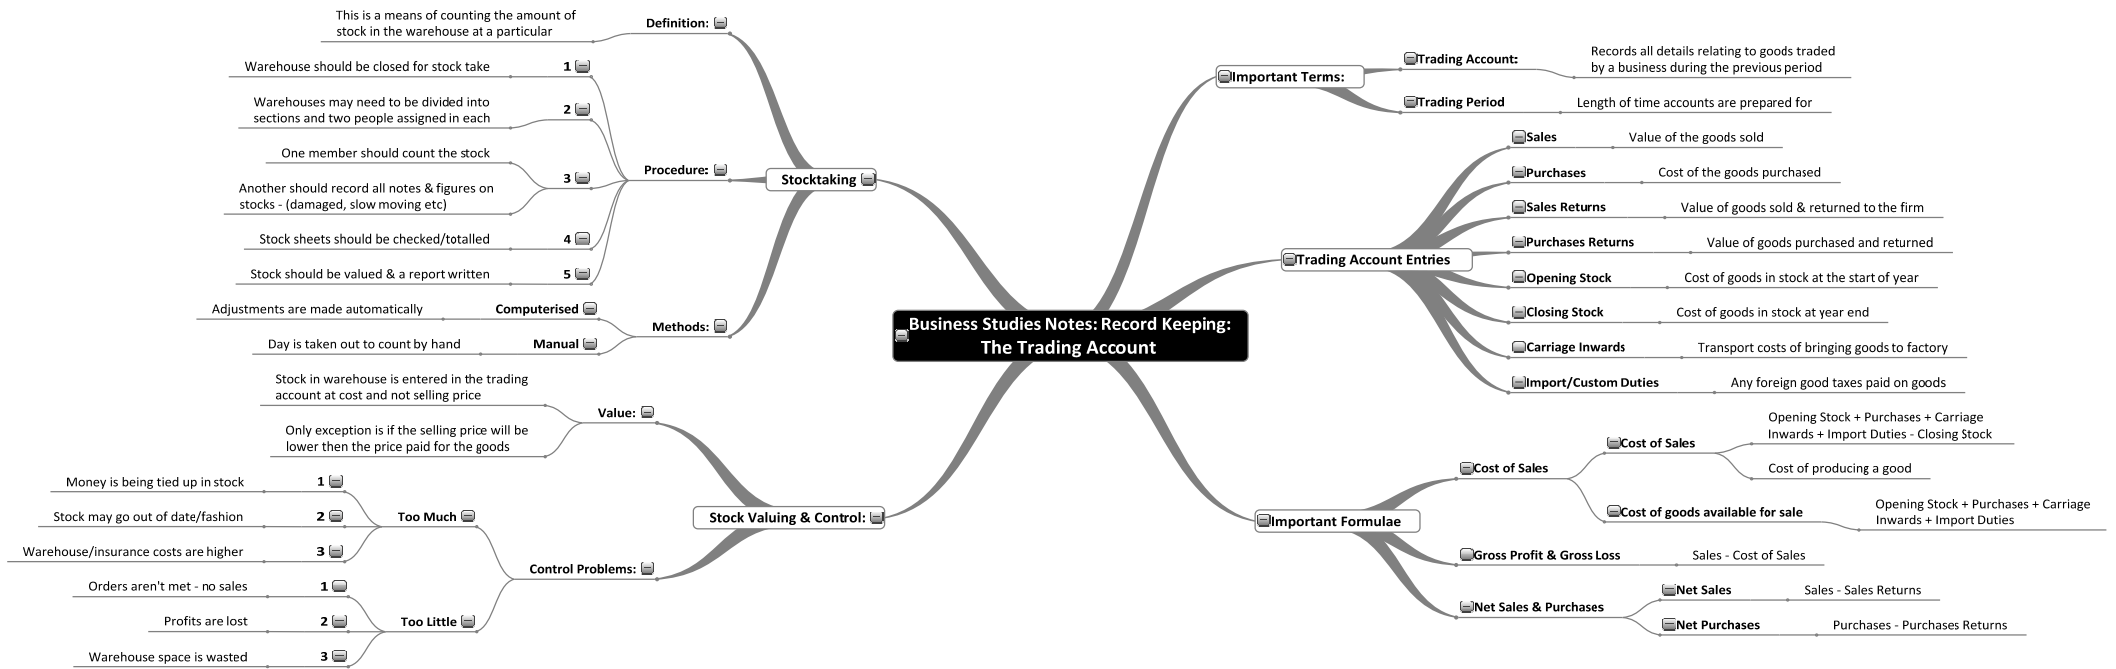 Business Studies Notes: Record Keeping:
The Trading Account
Important Terms:
Trading Account:
Records all details relating to goods traded
by a business during the previous period
Trading Period
Length of time accounts are prepared for
Trading Account Entries
Sales
Value of the goods sold
Purchases
Cost of the goods purchased
Sales Returns
Value of goods sold & returned to the firm
Purchases Returns
Value of goods purchased and returned
Opening Stock
Cost of goods in stock at the start of year
Closing Stock
Cost of goods in stock at year end
Carriage Inwards
Transport costs of bringing goods to factory
Import/Custom Duties
Any foreign good taxes paid on goods
Important Formulae
Cost of Sales
Cost of Sales
Opening Stock + Purchases + Carriage
Inwards + Import Duties - Closing Stock
Cost of producing a good
Cost of goods available for sale
Opening Stock + Purchases + Carriage
Inwards + Import Duties
Gross Profit & Gross Loss
Sales - Cost of Sales
Net Sales & Purchases
Net Sales
Sales - Sales Returns
Net Purchases
Purchases - Purchases Returns
Stocktaking
Definition:
This is a means of counting the amount of
stock in the warehouse at a particular
Procedure:
1
Warehouse should be closed for stock take
2
Warehouses may need to be divided into
sections and two people assigned in each
3
One member should count the stock
Another should record all notes & figures on
stocks - (damaged, slow moving etc)
4
Stock sheets should be checked/totalled
5
Stock should be valued & a report written
Methods:
Computerised
Adjustments are made automatically
Manual
Day is taken out to count by hand
Stock Valuing & Control:
Value:
Stock in warehouse is entered in the trading
account at cost and not selling price
Only exception is if the selling price will be
lower then the price paid for the goods
Control Problems:
Too Much
1
Money is being tied up in stock
2
Stock may go out of date/fashion
3
Warehouse/insurance costs are higher
Too Little
1
Orders aren't met - no sales
2
Profits are lost
3
Warehouse space is wasted